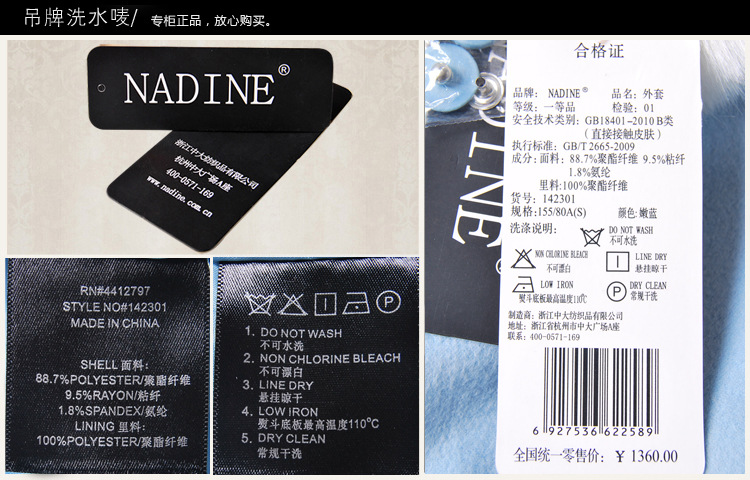 吊牌洗水唛/ 专柜正品，放心购买。
NADINE®
浙江中大纺织品有限公司
杭州中大广场A座
400-0571-169
www.nadine.com.cn
RN#4412797
STYLE NO#142301
MADE IN CHINA
SHELL 面料:
88.7%POLYESTER/聚酯纤维
9.5%RAYON/粘纤
1.8%SPANDEX/氨纶
LINING 里料:
100%POLYESTER/聚酯纤维
1. DO NOT WASH
不可水洗
2. NON CHLORINE BLEACH
不可漂白
3. LINE DRY
悬挂晾干
4. LOW IRON
熨斗底板最高温度110°C
5. DRY CLEAN
常规干洗
合格证
品牌: NADINE® 品名: 外套
等级: 一等品 检验: 01
安全技术类别: GB18401-2010 B类
(直接接触皮肤)
执行标准: GB/T 2665-2009
成分: 面料: 88.7%聚酯纤维 9.5%粘纤
1.8%氨纶
里料:100%聚酯纤维
货号: 142301
规格:155/80A(S) 颜色: 嫩蓝
洗涤说明:
DO NOT WASH
不可水洗
NON CHLORINE BLEACH
不可漂白
LINE DRY
悬挂晾干
LOW IRON
熨斗底板最高温度110°C
DRY CLEAN
常规干洗
P
制造商: 浙江中大纺织品有限公司
地址: 浙江省杭州市中大广场A座
联系: 400-0571-169
6 927536 622589
全国统一零售价: ¥ 1360.00